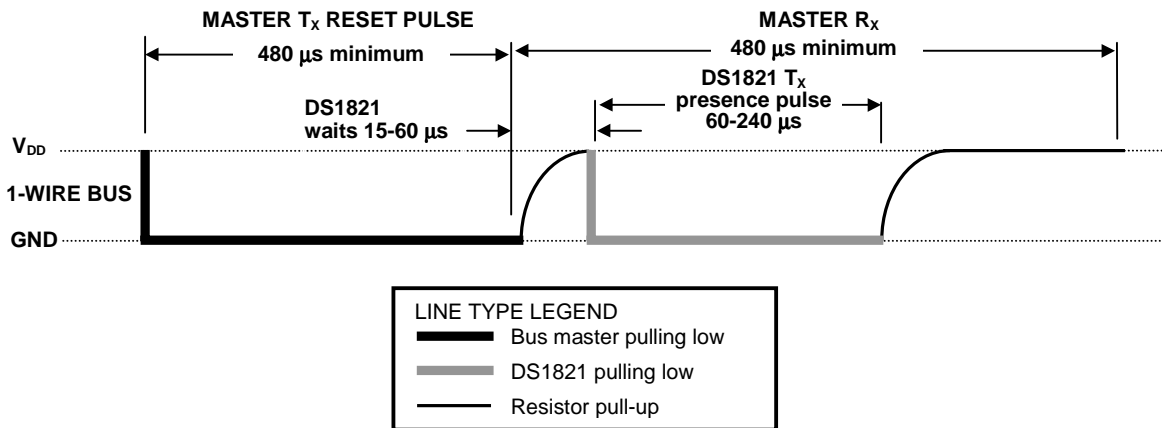 MASTER TX RESET PULSE
480 μs minimum
MASTER RX
480 μs minimum
DS1821
waits 15-60 μs
DS1821 TX
presence pulse
60-240 μs
VDD
1-WIRE BUS
GND
LINE TYPE LEGEND
Bus master pulling low
DS1821 pulling low
Resistor pull-up